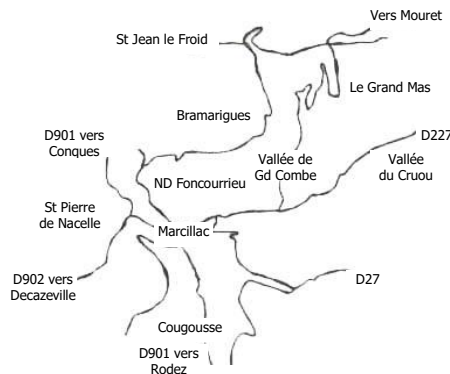 Vers Mouret
St Jean le Froid
Le Grand Mas
Bramarigues
D901 vers
Conques
D227
Vallée de
Gd Combe
Vallée
du Cruou
ND Foncourrieu
St Pierre
de Nacelle
Marcillac
D902 vers
Decazeville
D27
Cougousse
D901 vers
Rodez